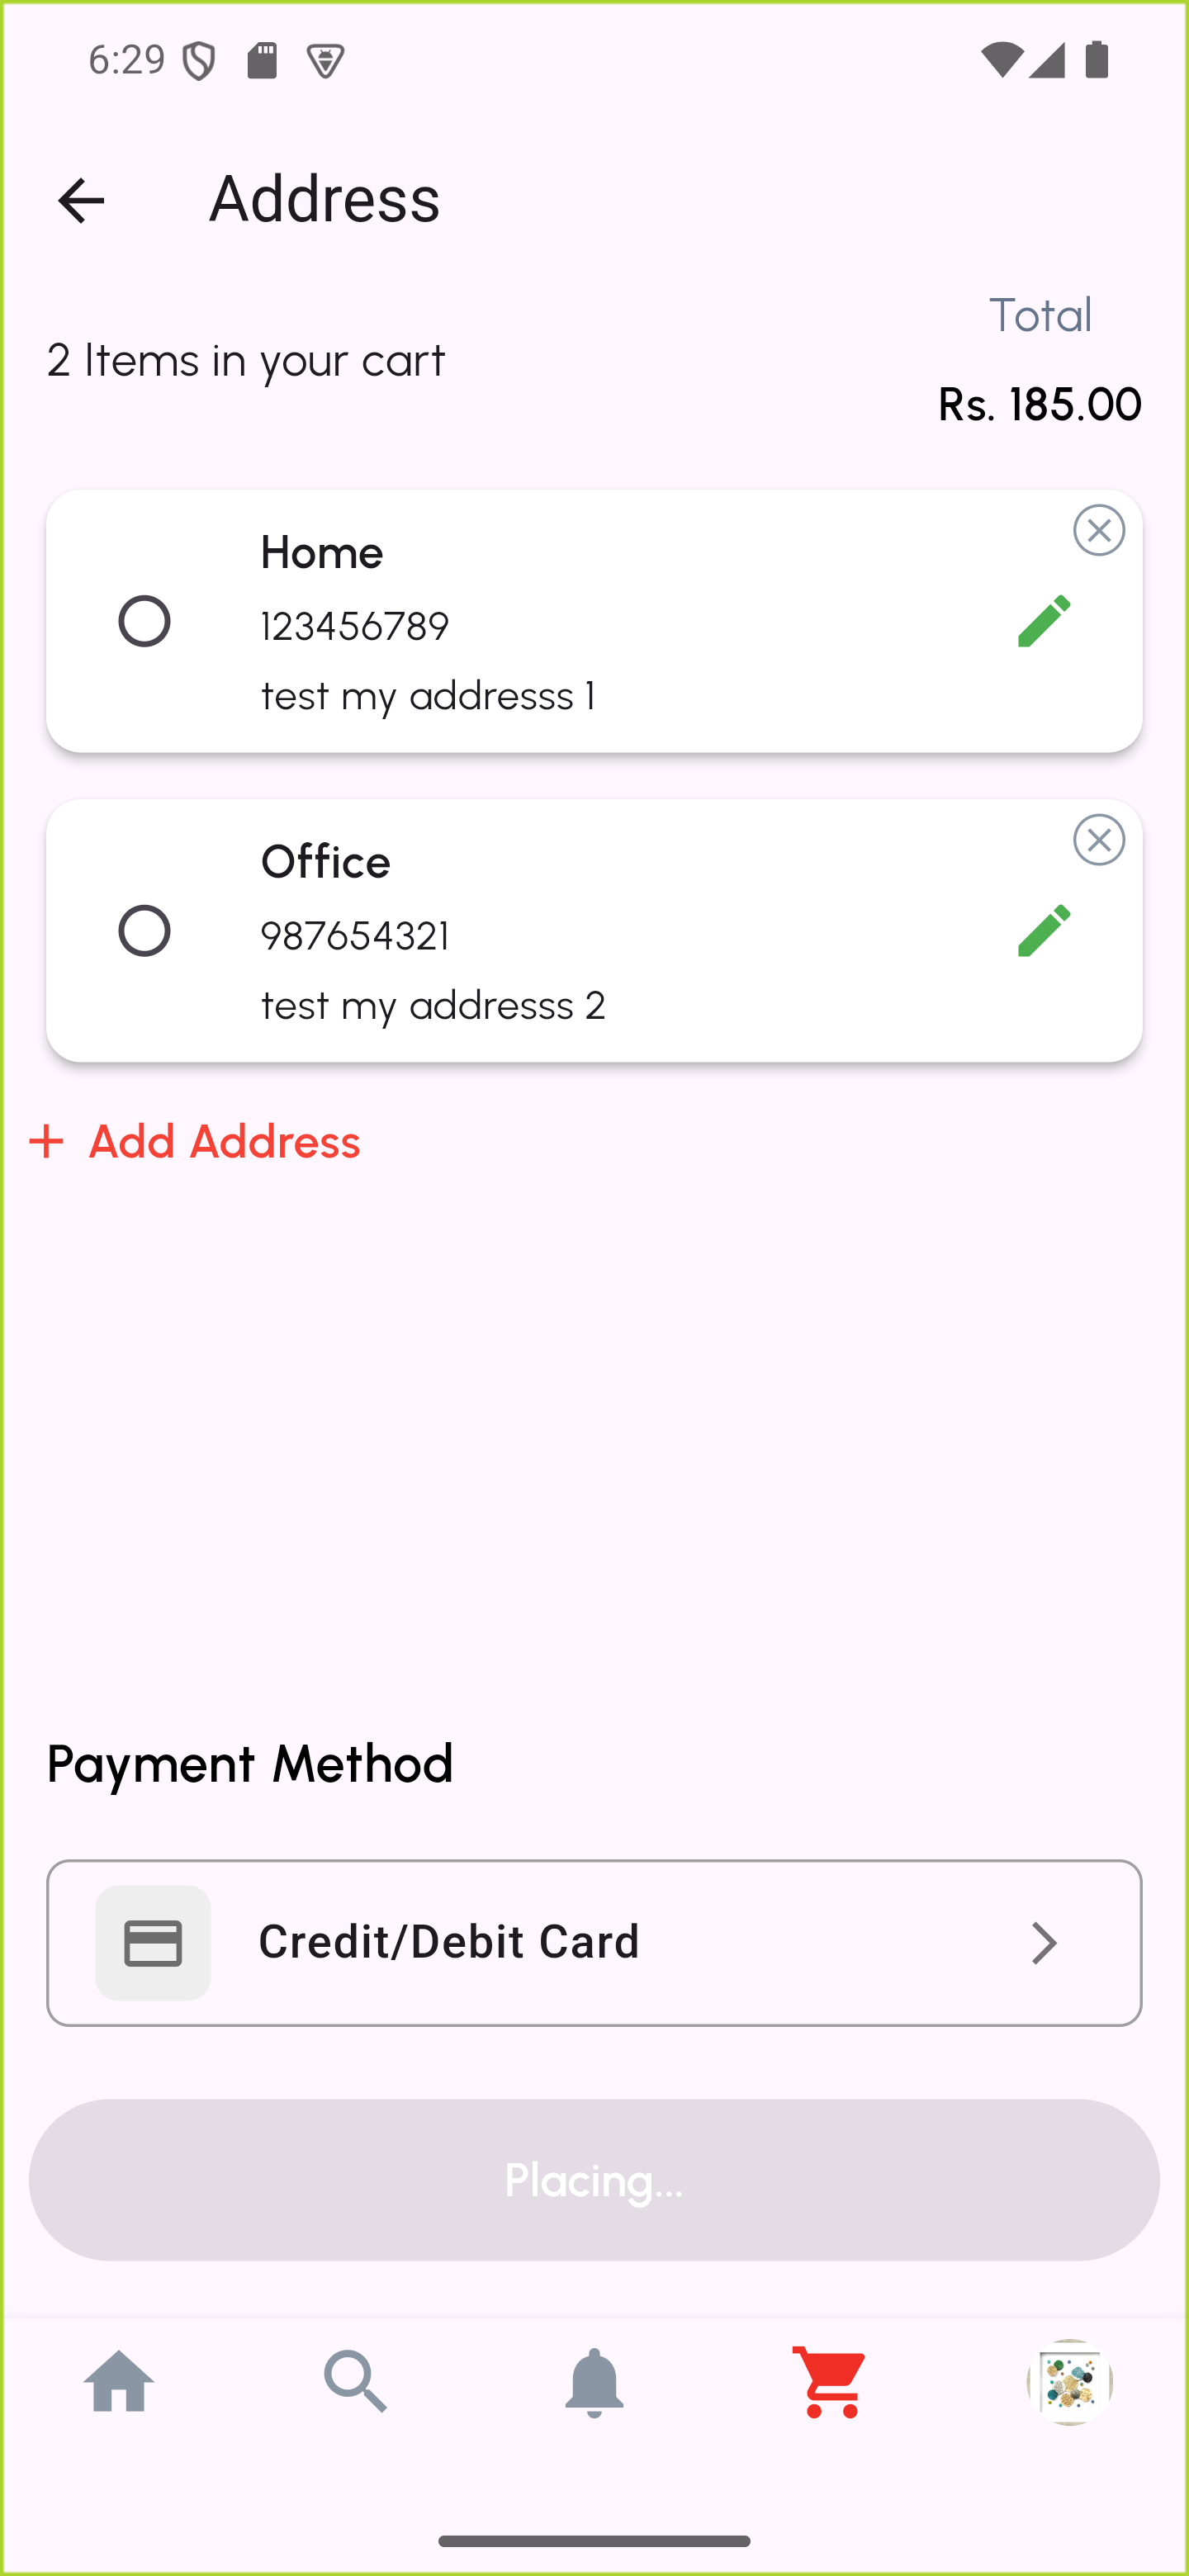 6:29
Address
Total
2 Items in your cart
Rs. 185.00
Home
123456789
test my addresss 1
Office
987654321
test my addresss 2
+ Add Address
Payment Method
Credit/Debit Card
Placing...